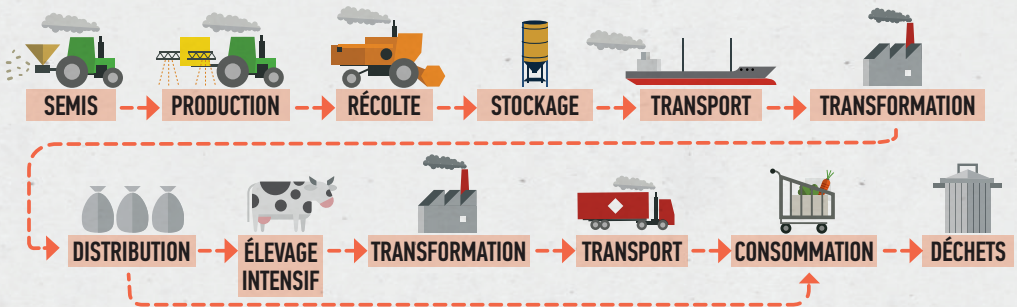 SEMIS
PRODUCTION
RÉCOLTE
STOCKAGE
TRANSPORT
TRANSFORMATION
DISTRIBUTION
ÉLEVAGE
INTENSIF
TRANSFORMATION
TRANSPORT
CONSOMMATION
DÉCHETS